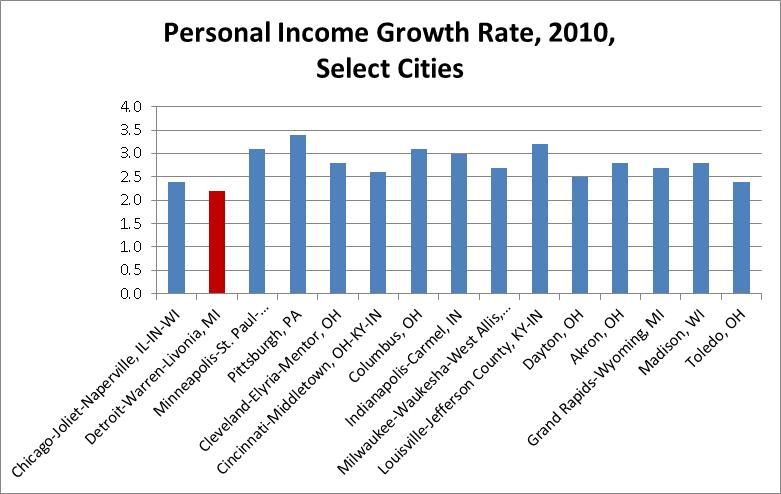 Personal Income Growth Rate, 2010,
Select Cities
4.0
3.5
3.0
2.5
2.0
1.5
1.0
0.5
0.0
Chicago-Joliet-Naperville, IL-IN-WI
Detroit-Warren-Livonia, MI
Minneapolis-St. Paul-...
Pittsburgh, PA
Cleveland-Elyria-Mentor, OH
Cincinnati-Middletown, OH-KY-IN
Columbus, OH
Indianapolis-Carmel, IN
Milwaukee-Waukesha-West Allis,...
Louisville-Jefferson County, KY-IN
Dayton, OH
Akron, OH
Grand Rapids-Wyoming, MI
Madison, WI
Toledo, OH